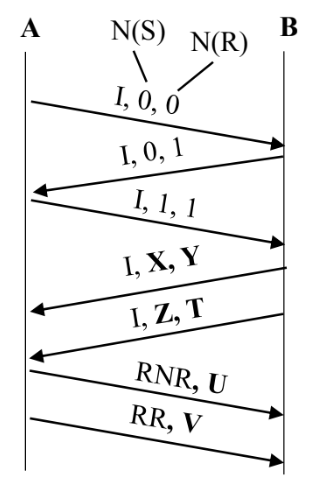 A
N(S)
N(R)
B
I, 0, 0
I, 0, 1
I, 1, 1
I, X, Y
I, Z, T
RNR, U
RR, V